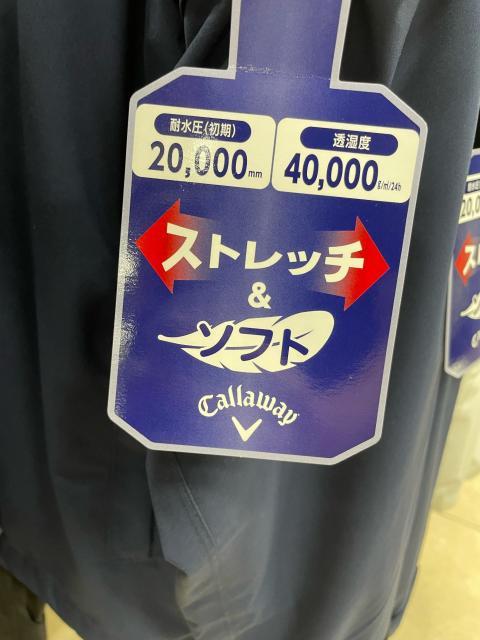 耐水圧(初期)
20,000mm
透湿度
40,000g/㎡/24h
ストレッチ
&
ソフト
Callaway